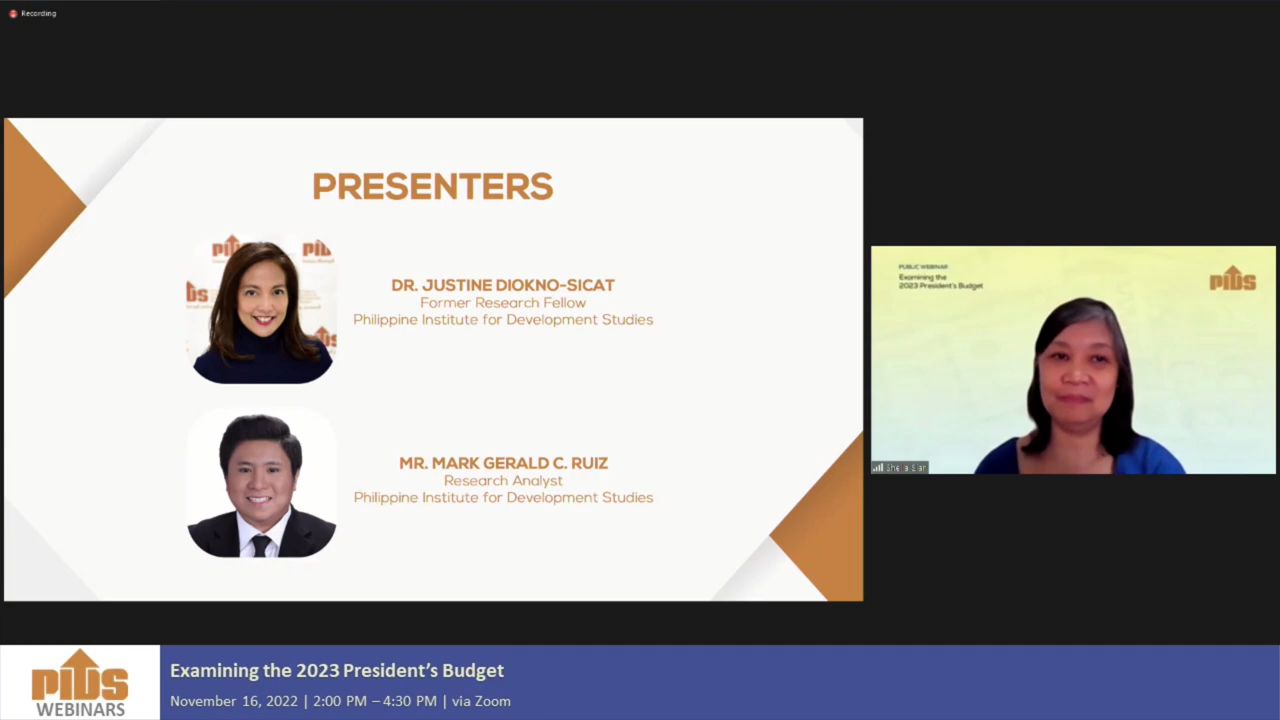 Recording
PRESENTERS
DR. JUSTINE DIOKNO-SICAT
Former Research Fellow
Philippine Institute for Development Studies
MR. MARK GERALD C. RUIZ
Research Analyst
Philippine Institute for Development Studies
PUBLIC WEBINAR
Examining the
2023 President's Budget
PIDS
Sheila Siar
PIDS
WEBINARS
Examining the 2023 President’s Budget
November 16, 2022 | 2:00 PM – 4:30 PM | via Zoom